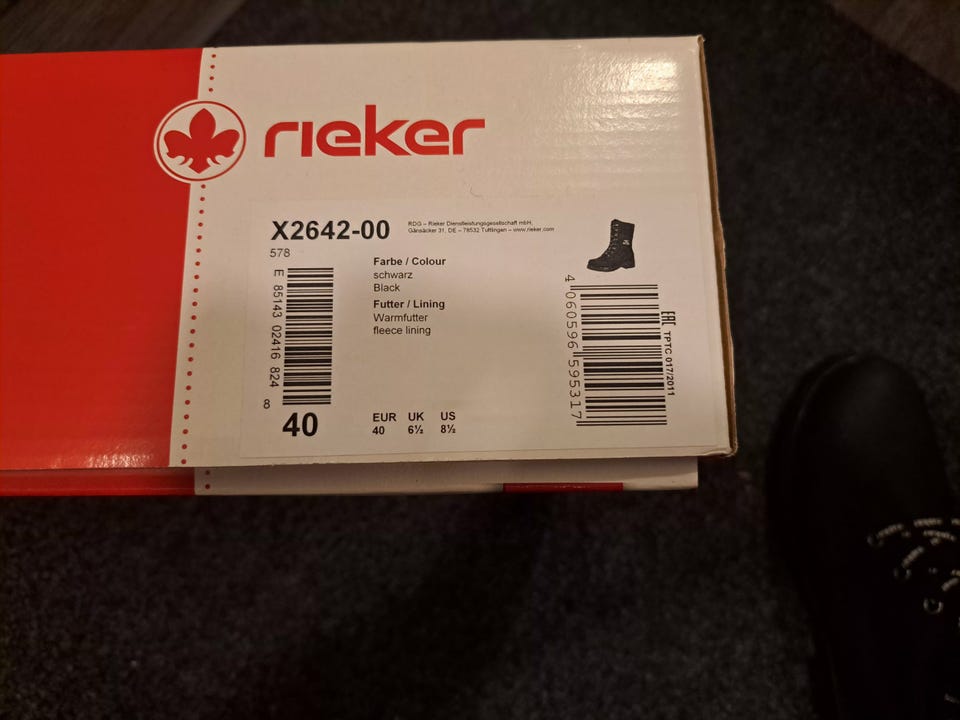 rieker
X2642-00
RDG – Rieker Dienstleistungsgesellschaft mbH,
Gänsäcker 31, DE – 78532 Tuttlingen – www.rieker.com
578
E 85143 02416 824 8
Farbe / Colour
schwarz
Black
Futter / Lining
Warmfutter
fleece lining
40
EUR UK US
40 6½ 8½
4 060596 595317
EAC TPTC 017/2011